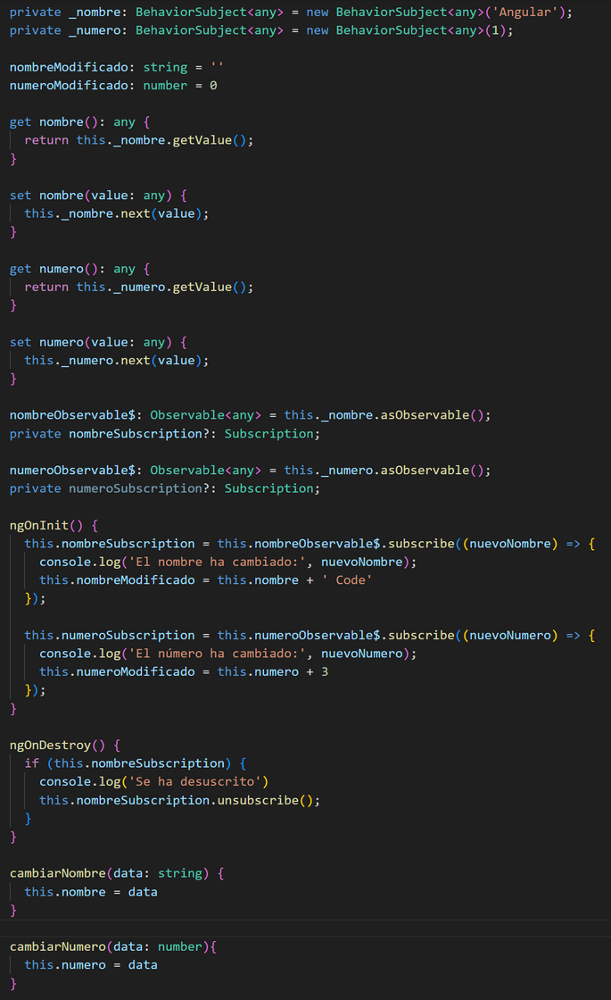 private _nombre: BehaviorSubject<any> = new BehaviorSubject<any>('Angular');
private _numero: BehaviorSubject<any> = new BehaviorSubject<any>(1);

nombreModificado: string = ''
numeroModificado: number = 0

get nombre(): any {
  return this._nombre.getValue();
}

set nombre(value: any) {
  this._nombre.next(value);
}

get numero(): any {
  return this._numero.getValue();
}

set numero(value: any) {
  this._numero.next(value);
}

nombreObservable$: Observable<any> = this._nombre.asObservable();
private nombreSubscription?: Subscription;

numeroObservable$: Observable<any> = this._numero.asObservable();
private numeroSubscription?: Subscription;

ngOnInit() {
  this.nombreSubscription = this.nombreObservable$.subscribe((nuevoNombre) => {
    console.log('El nombre ha cambiado:', nuevoNombre);
    this.nombreModificado = this.nombre + ' Code'
  });

  this.numeroSubscription = this.numeroObservable$.subscribe((nuevoNumero) => {
    console.log('El número ha cambiado:', nuevoNumero);
    this.numeroModificado = this.numero + 3
  });
}

ngOnDestroy() {
  if (this.nombreSubscription) {
    console.log('Se ha desuscrito')
    this.nombreSubscription.unsubscribe();
  }
}

cambiarNombre(data: string) {
  this.nombre = data
}

cambiarNumero(data: number){
  this.numero = data
}